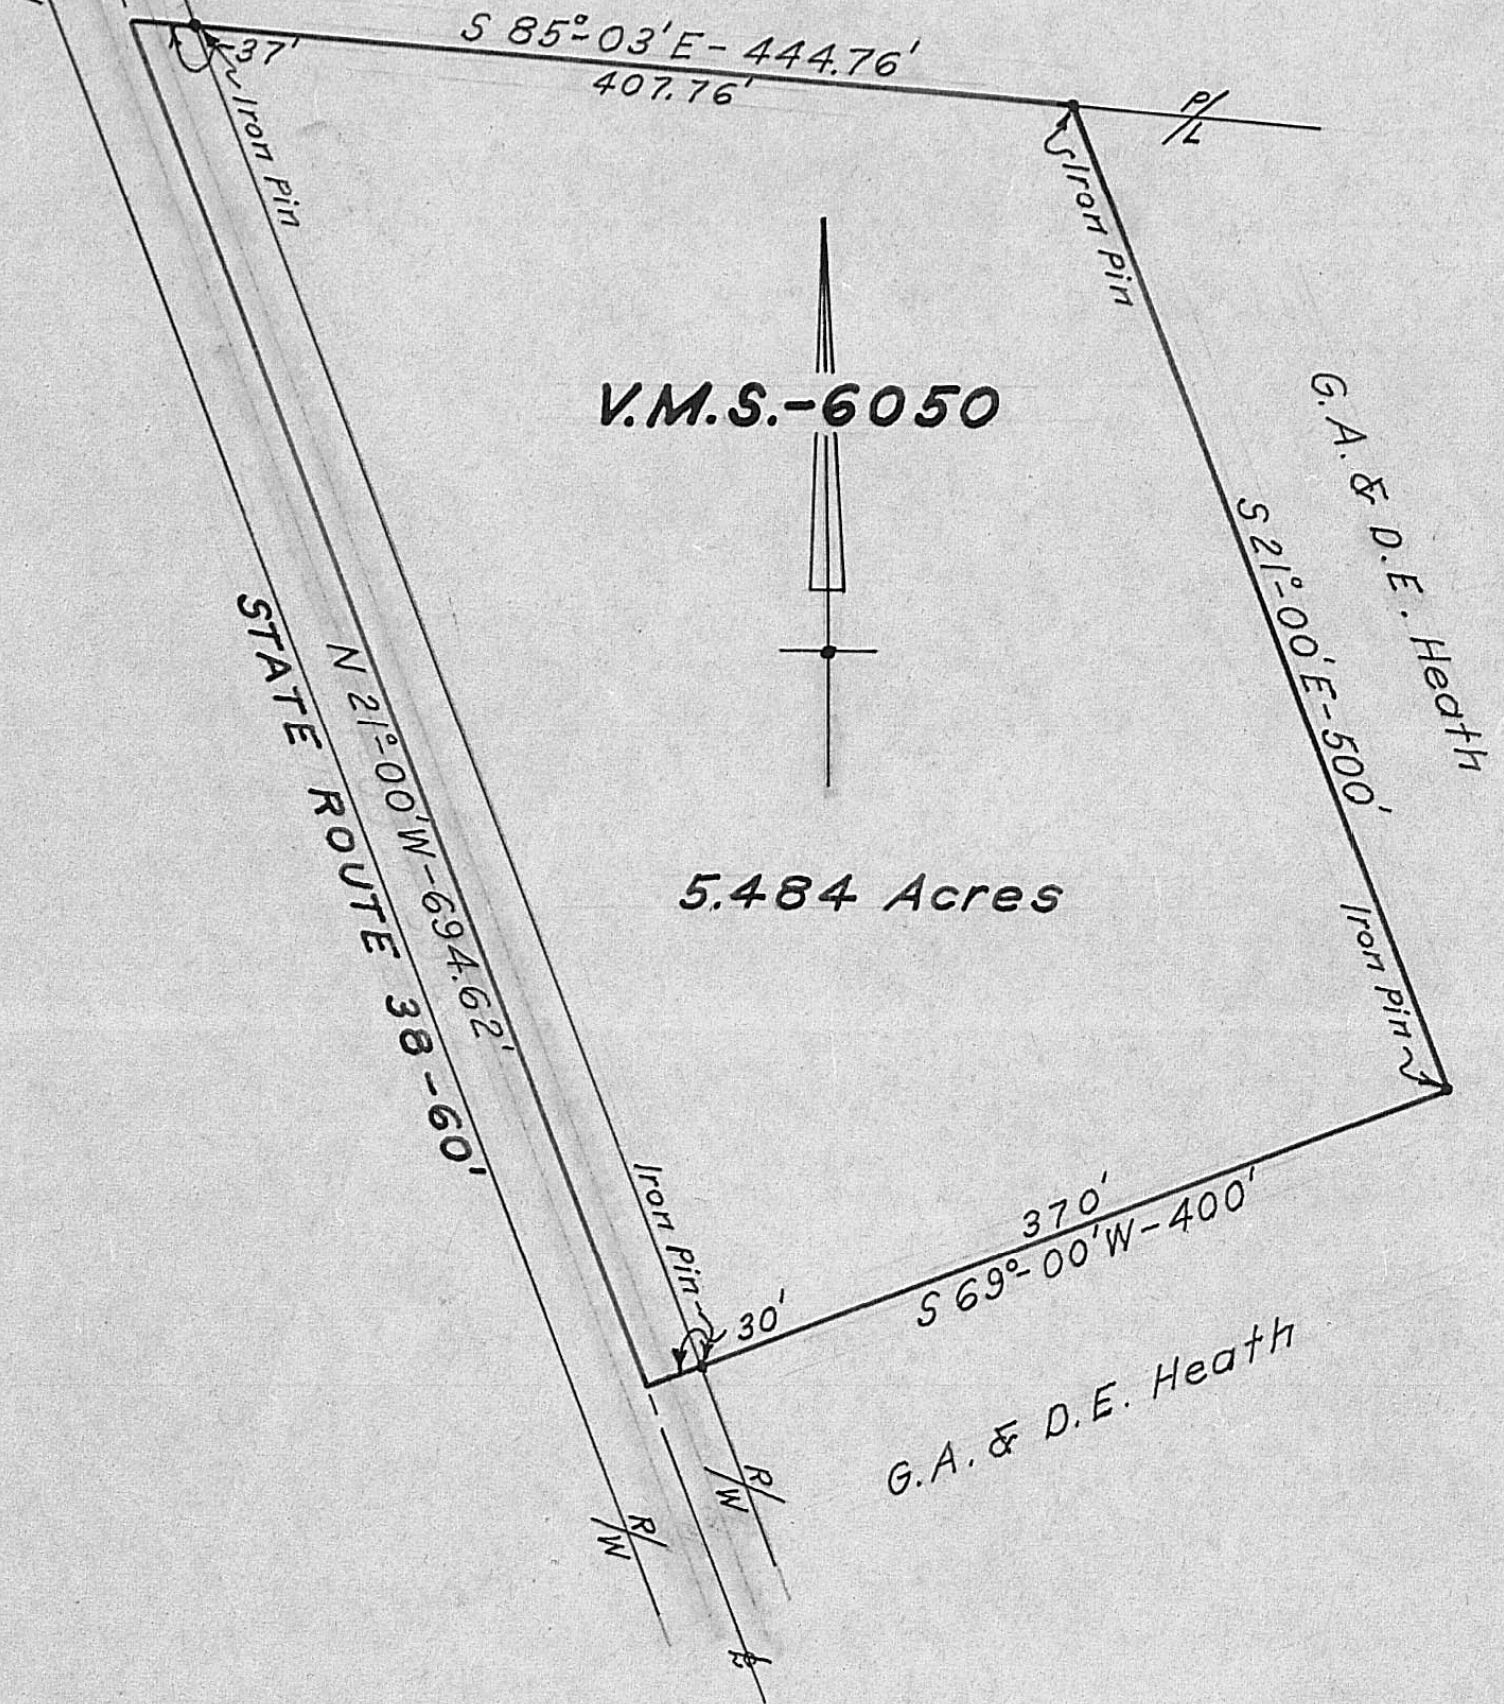 S 85°-03'E - 444.76'
407.76'
37'
Iron Pin
P/L
Iron Pin
V.M.S.-6050
G.A. & D.E. Heath
S 21°-00'E-500'
STATE ROUTE 38-60'
N 21°-00'W-694.62'
5.484 Acres
Iron Pin
Iron Pin
370'
S 69°-00'W-400'
30'
G.A. & D.E. Heath
R/W
R/W
℄